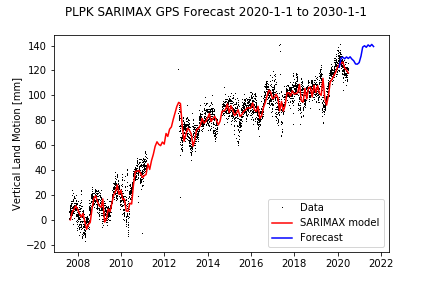 PLPK SARIMAX GPS Forecast 2020-1-1 to 2030-1-1
Vertical Land Motion [mm]
140
120
100
80
60
40
20
0
−20
2008 2010 2012 2014 2016 2018 2020 2022
Data
SARIMAX model
Forecast